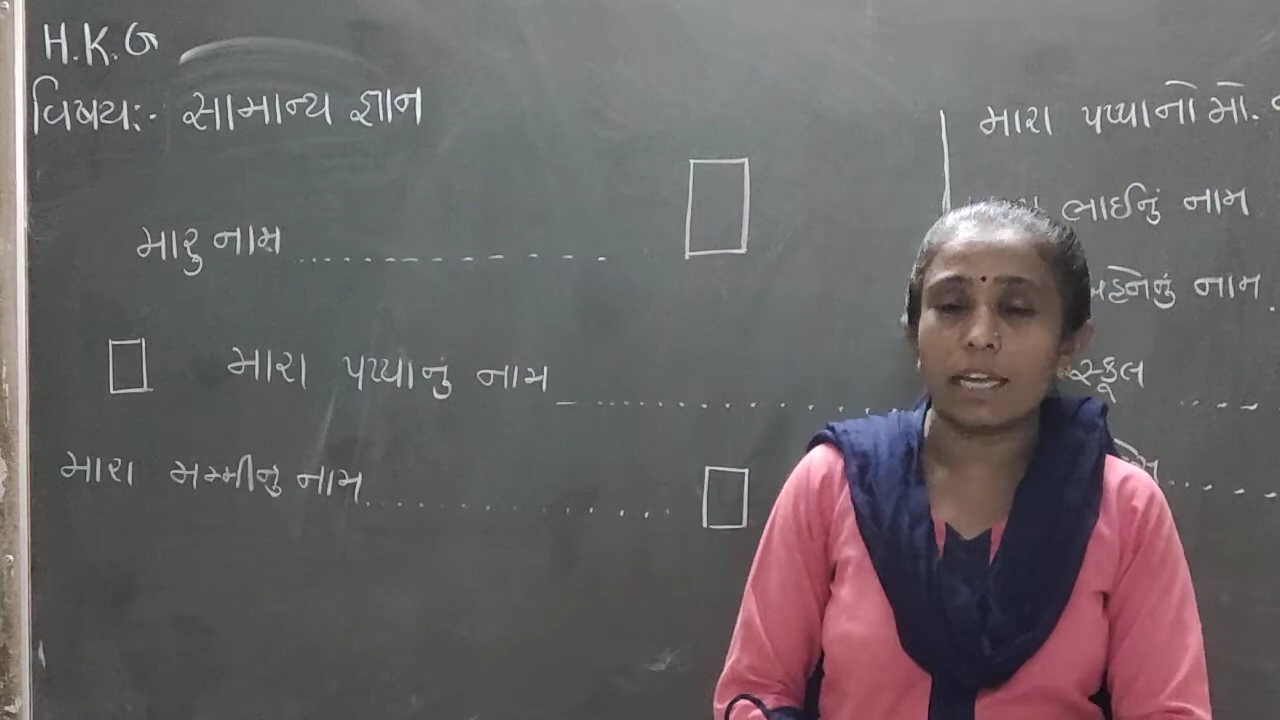 H.K.G
વિષય:- સામાન્ય જ્ઞાન
મારુ નામ ..............
મારા પપ્પાનુ નામ ..............
મારા મમ્મીનુ નામ ..............
મારા પપ્પાનો મો.
ભાઈનું નામ
બહેનનું નામ
સ્કૂલ